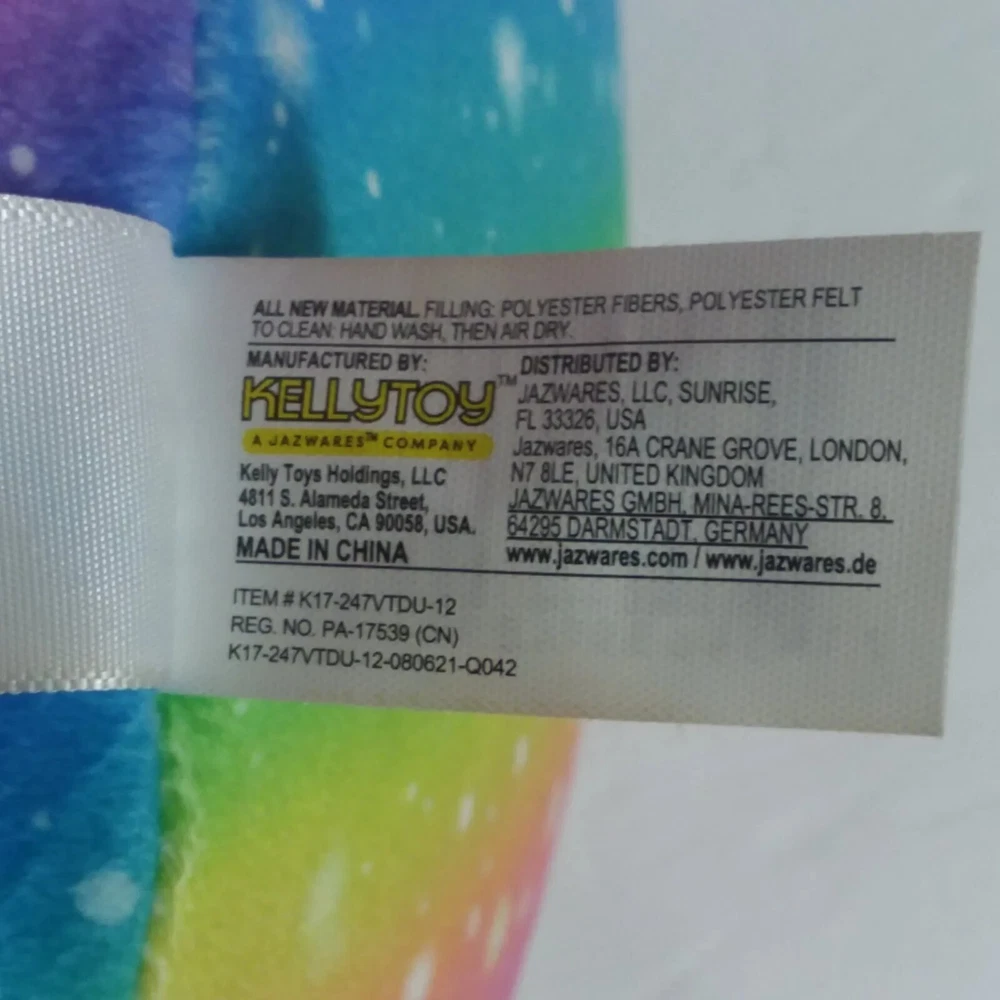 ALL NEW MATERIAL. FILLING: POLYESTER FIBERS, POLYESTER FELT
TO CLEAN: HAND WASH, THEN AIR DRY.
MANUFACTURED BY:
KELLYTOY™
A JAZWARES™ COMPANY
Kelly Toys Holdings, LLC
4811 S. Alameda Street,
Los Angeles, CA 90058, USA.
MADE IN CHINA
DISTRIBUTED BY:
JAZWARES, LLC, SUNRISE,
FL 33326, USA
Jazwares, 16A CRANE GROVE, LONDON,
N7 8LE, UNITED KINGDOM
JAZWARES GMBH, MINA-REES-STR. 8,
64295 DARMSTADT, GERMANY
www.jazwares.com / www.jazwares.de
ITEM # K17-247VTDU-12
REG. NO. PA-17539 (CN)
K17-247VTDU-12-080621-Q042